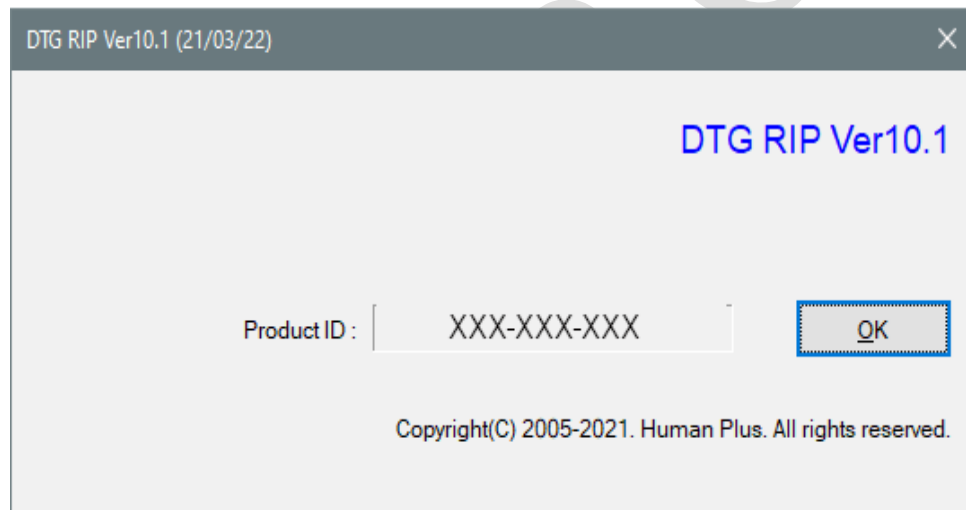 DTG RIP Ver10.1 (21/03/22)
DTG RIP Ver10.1
Product ID : XXX-XXX-XXX OK
Copyright(C) 2005-2021. Human Plus. All rights reserved.